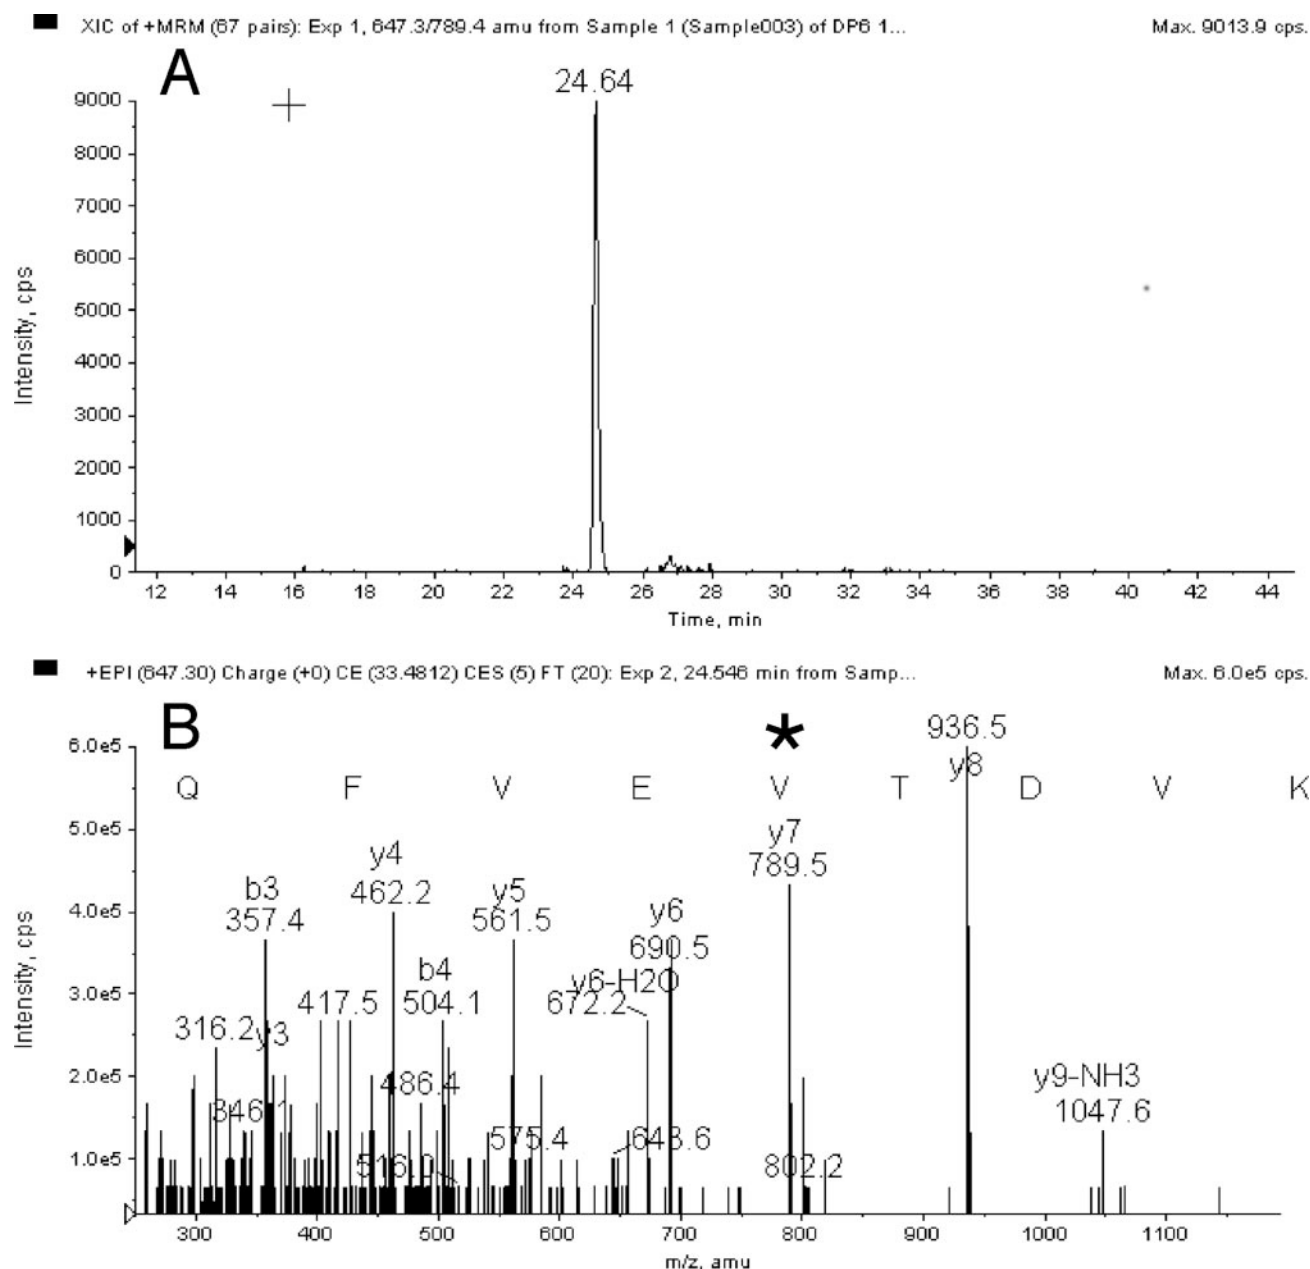 XIC of +MRM (67 pairs): Exp 1, 647.3/789.4 amu from Sample 1 (Sample003) of DP6 1... Max. 9013.9 cps.
A
24.64
9000
8000
7000
6000
5000
4000
3000
2000
1000
0
Intensity, cps
12 14 16 18 20 22 24 26 28 30 32 34 36 38 40 42 44
Time, min
+EPI (647.30) Charge (+0) CE (33.4812) CES (5) FT (20): Exp 2, 24.546 min from Samp... Max. 6.0e5 cps.
B
*
936.5
y8
Q F V E V T D V K
6.0e5
5.0e5
4.0e5
3.0e5
2.0e5
1.0e5
Intensity, cps
y7
789.5
y4
462.2
b3
357.4
y5
561.5
y6
690.5
b4
504.1
y6-H2O
672.2
417.5
316.2
y3
486.4
346.1
575.4
643.6
516.0
802.2
y9-NH3
1047.6
300 400 500 600 700 800 900 1000 1100
m/z, amu